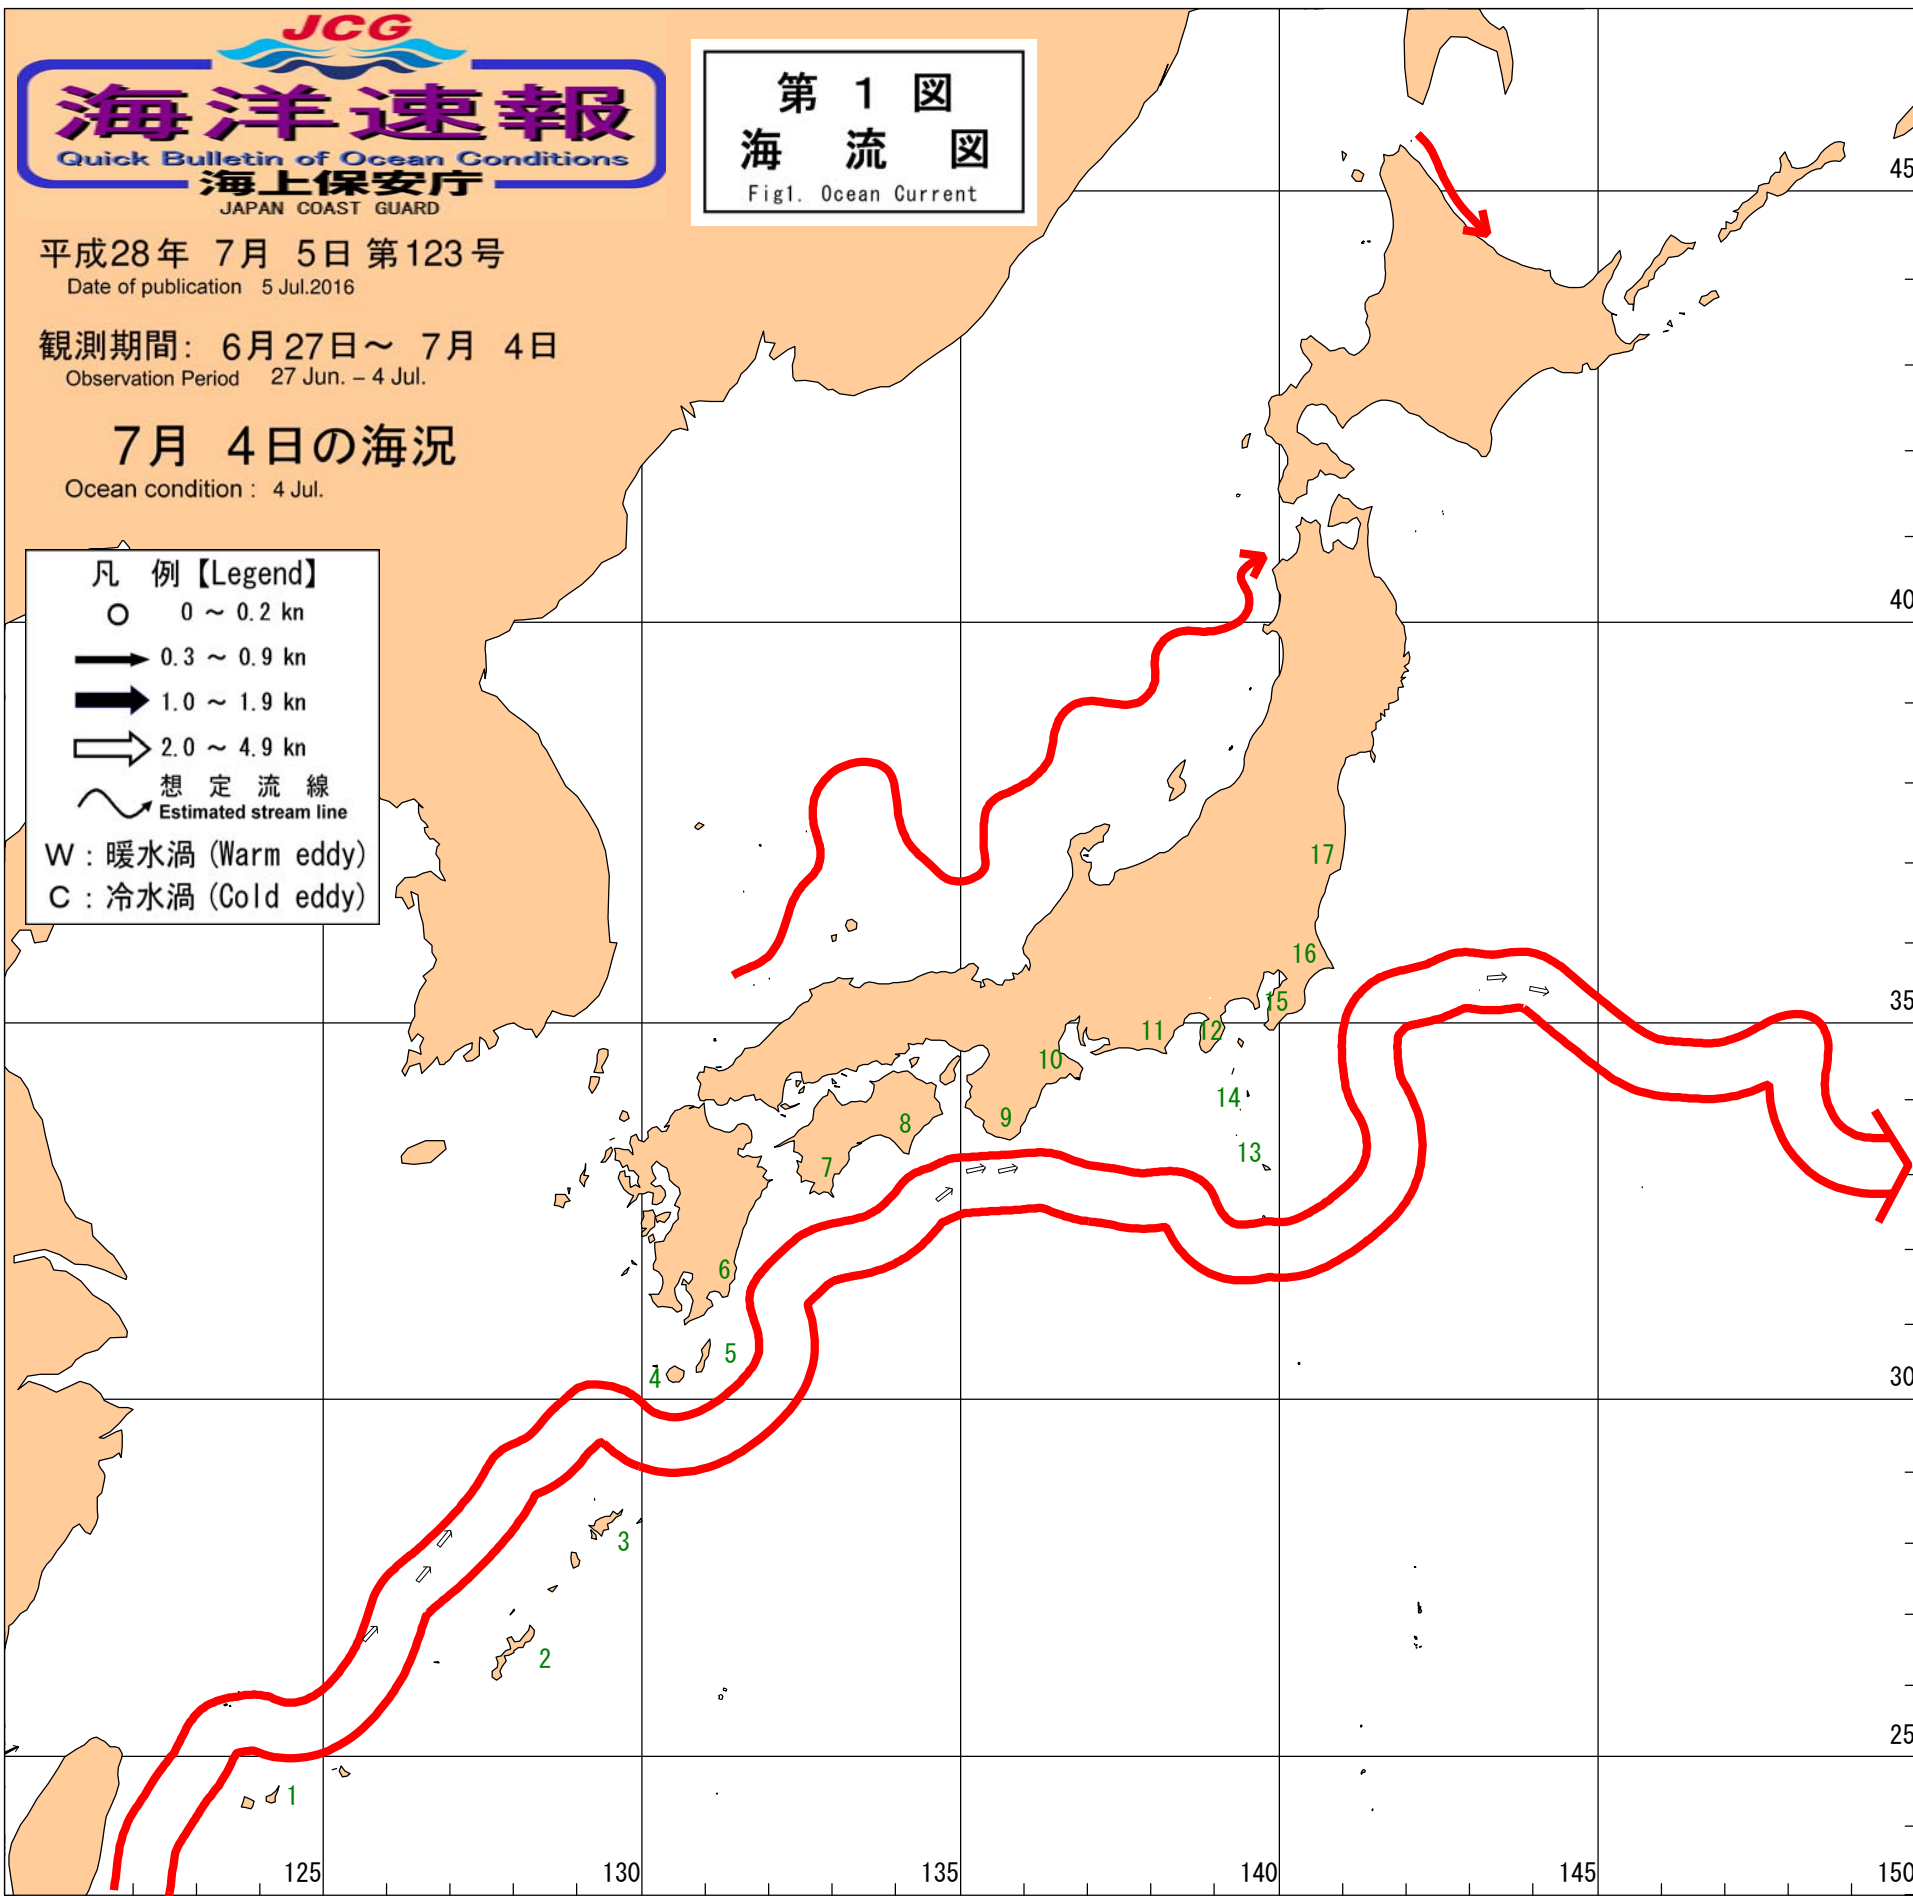 JCG
海洋速報
Quick Bulletin of Ocean Conditions
海上保安庁
JAPAN COAST GUARD
第 1 図
海 流 図
Fig1. Ocean Current
平成28年 7月 5日 第123号
Date of publication 5 Jul.2016
観測期間: 6月27日～ 7月 4日
Observation Period 27 Jun. – 4 Jul.
7月 4日の海況
Ocean condition : 4 Jul.
凡 例【Legend】
0 ～ 0.2 kn
0.3 ～ 0.9 kn
1.0 ～ 1.9 kn
2.0 ～ 4.9 kn
想 定 流 線
Estimated stream line
W : 暖水渦 (Warm eddy)
C : 冷水渦 (Cold eddy)
45
40
17
16
35
15
12
11
10
14
9
8
13
7
6
5
4
30
3
2
25
1
125
130
135
140
145
150